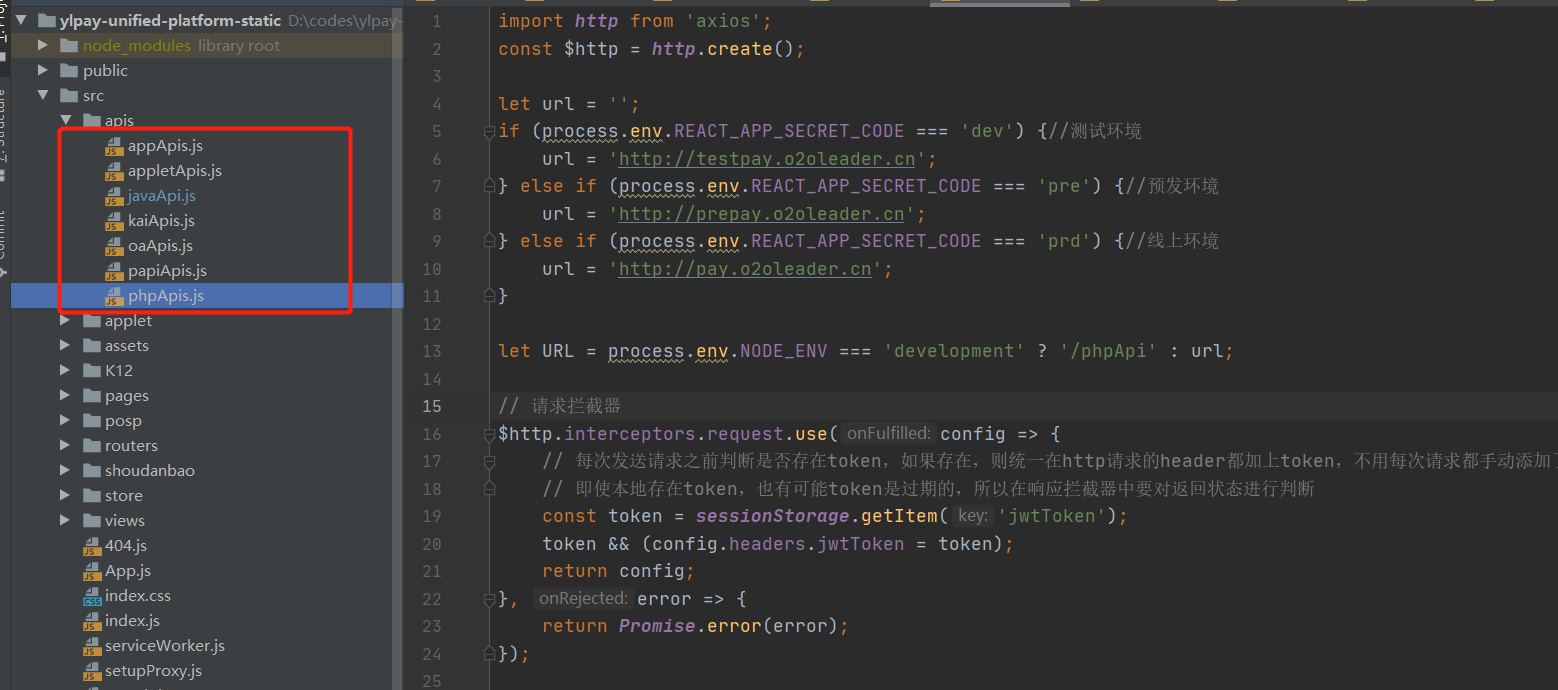 ylpay-unified-platform-static D:\codes\ylpay-
node_modules library root
public
src
apis
appApis.js
appletApis.js
javaApi.js
kaiApis.js
oaApis.js
papiApis.js
phpApis.js
applet
assets
K12
pages
posp
routers
shoudanbao
store
views
404.js
App.js
index.css
index.js
serviceWorker.js
setupProxy.js
1 import http from 'axios';
2 const $http = http.create();
3
4 let url = '';
5 if (process.env.REACT_APP_SECRET_CODE === 'dev') {//测试环境
6 url = 'http://testpay.o2oleader.cn';
7 } else if (process.env.REACT_APP_SECRET_CODE === 'pre') {//预发环境
8 url = 'http://prepay.o2oleader.cn';
9 } else if (process.env.REACT_APP_SECRET_CODE === 'prd') {//线上环境
10 url = 'http://pay.o2oleader.cn';
11 }
12
13 let URL = process.env.NODE_ENV === 'development' ? '/phpApi' : url;
14
15 // 请求拦截器
16 $http.interceptors.request.use( onFulfilled: config => {
17 // 每次发送请求之前判断是否存在token，如果存在，则统一在http请求的header都加上token，不用每次请求都手动添加
18 // 即使本地存在token，也有可能token是过期的，所以在响应拦截器中要对返回状态进行判断
19 const token = sessionStorage.getItem( key: 'jwtToken');
20 token && (config.headers.jwtToken = token);
21 return config;
22 }, onRejected: error => {
23 return Promise.error(error);
24 });
25